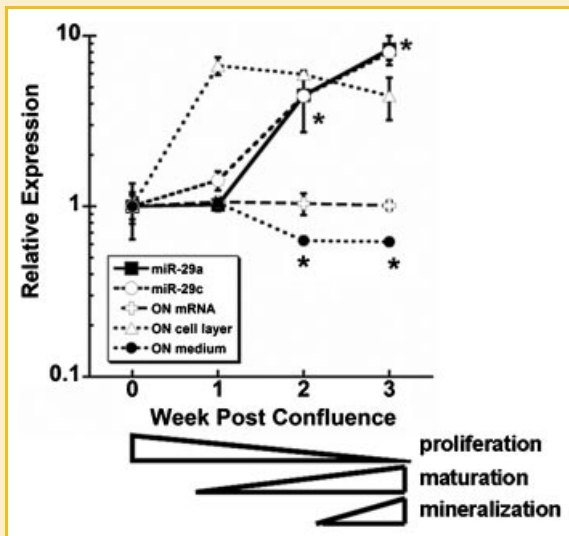 10
*
*
1
* *
0.1
Relative Expression
miR-29a
miR-29c
ON mRNA
ON cell layer
ON medium
0 1 2 3
Week Post Confluence
proliferation
maturation
mineralization